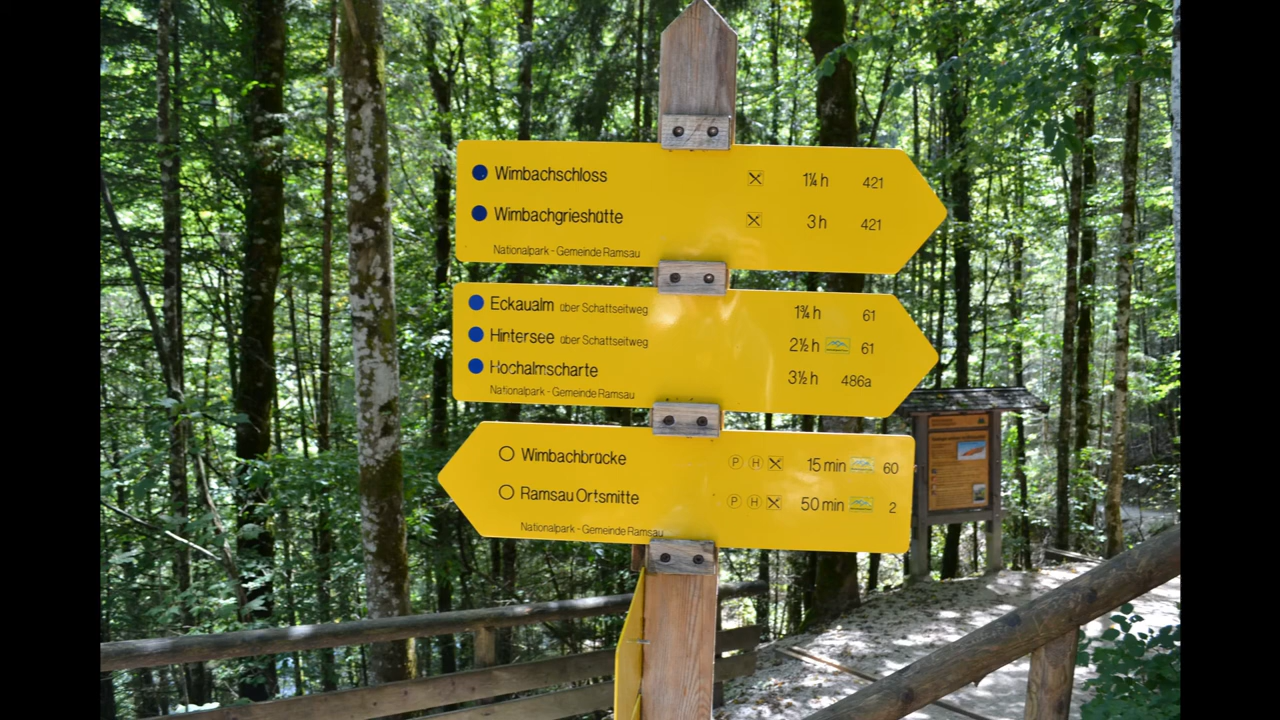 Wimbachschloss 1¼ h 421
Wimbachgrieshütte 3 h 421
Nationalpark - Gemeinde Ramsau
Eckaualm über Schattseitweg 1¾ h 61
Hintersee über Schattseitweg 2½ h 61
Hochalmscharte 3½ h 486a
Nationalpark - Gemeinde Ramsau
Wimbachbrücke P H 15 min 60
Ramsau Ortsmitte P H 50 min 2
Nationalpark - Gemeinde Ramsau